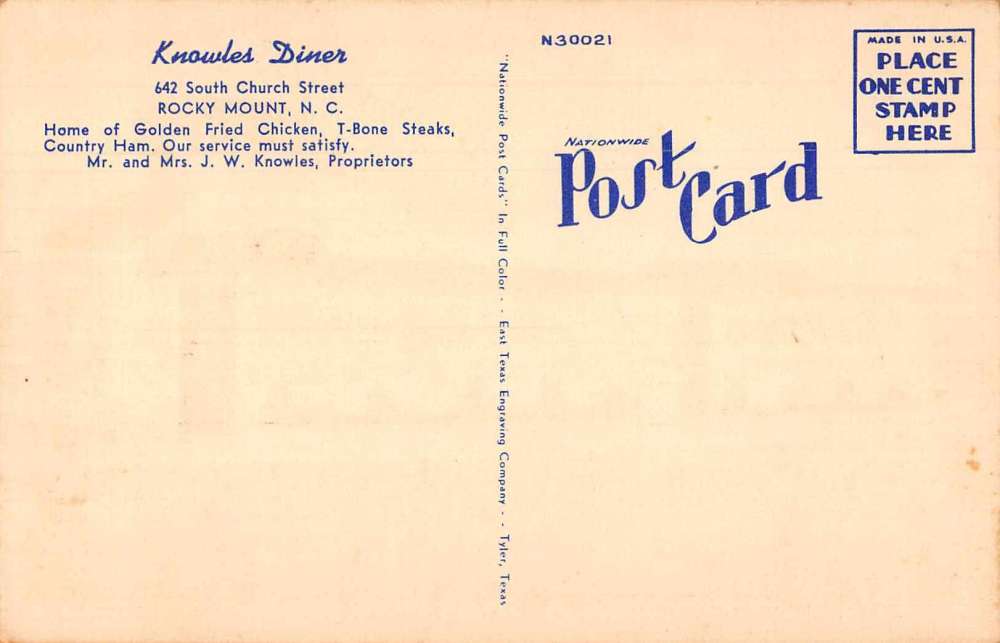 Knowles Diner
642 South Church Street
ROCKY MOUNT, N. C.
Home of Golden Fried Chicken, T-Bone Steaks,
Country Ham. Our service must satisfy.
Mr. and Mrs. J. W. Knowles, Proprietors
"Nationwide Post Cards" In Full Color - - East Texas Engraving Company - - Tyler, Texas
N30021
NATIONWIDE
Post Card
MADE IN U.S.A.
PLACE
ONE CENT
STAMP
HERE